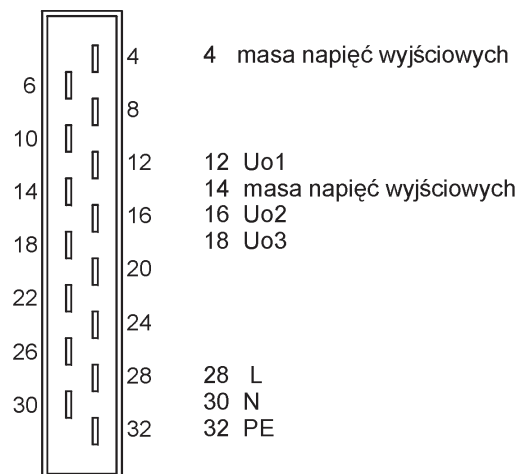 4 4 masa napięć wyjściowych
6
8
10
12 12 Uo1
14 14 masa napięć wyjściowych
16 16 Uo2
18 18 Uo3
20
22
24
26
28 28 L
30 30 N
32 32 PE